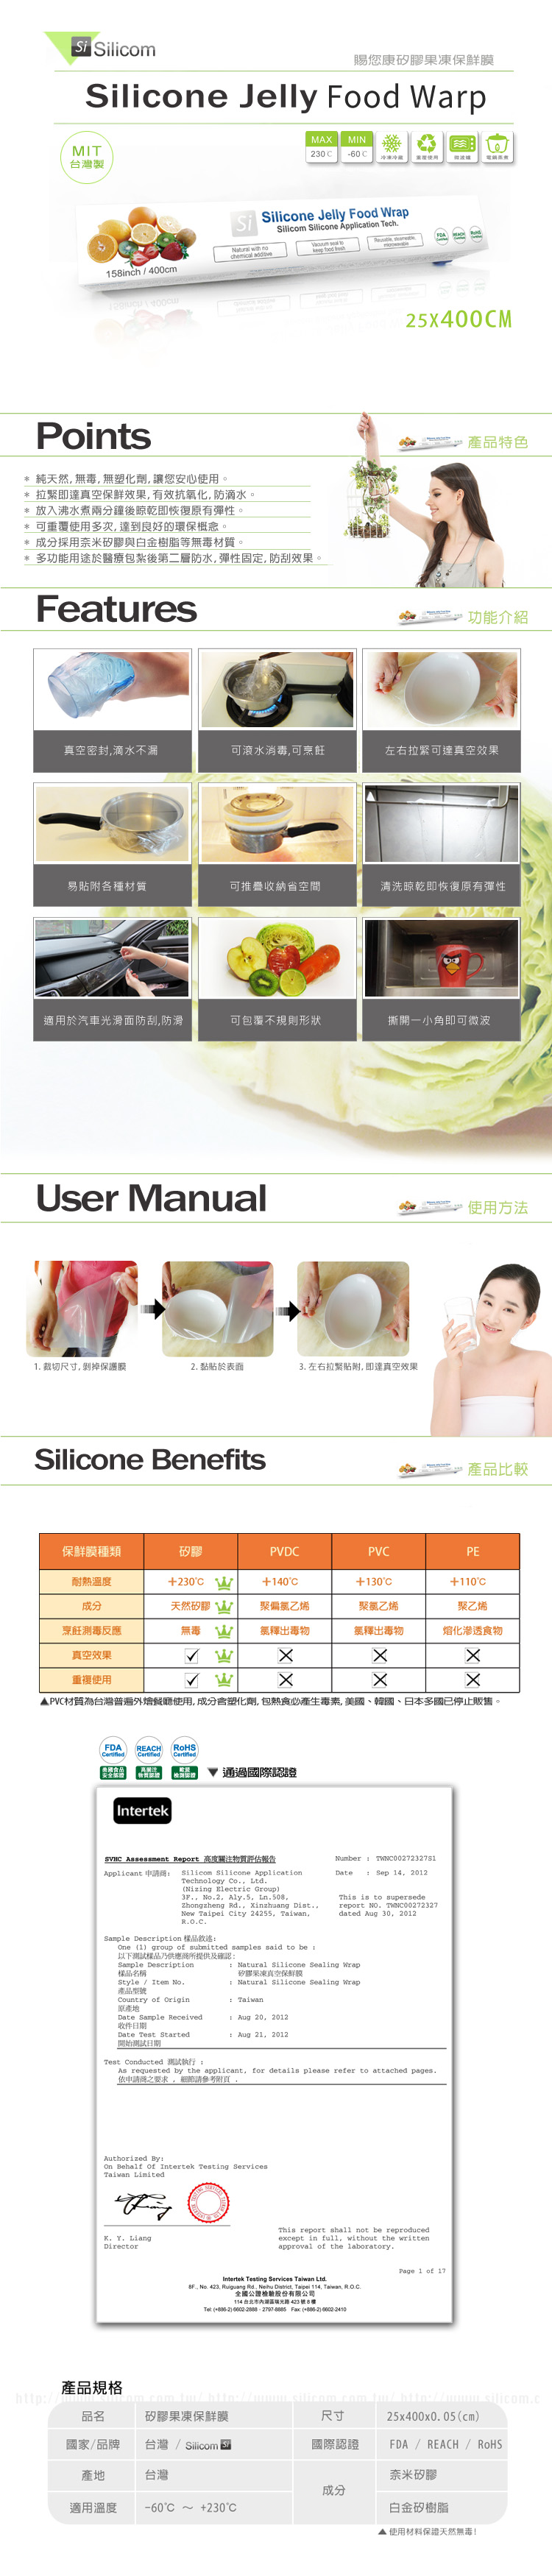 Si Silicom
賜您康矽膠果凍保鮮膜
Silicone Jelly Food Warp
MIT
台灣製
MAX
230 C
MIN
-60 C
冷凍冷藏
重覆使用
微波爐
電鍋蒸煮
Si Silicone Jelly Food Wrap
Silicom Silicone Application Tech.
Natural with no
chemical additive
Vacuum seal to
keep food fresh
Reusable, steamable,
microwavable
FDA
REACH
RoHS
158inch / 400cm
25X400CM
Points
產品特色
* 純天然, 無毒, 無塑化劑, 讓您安心使用。
* 拉緊即達真空保鮮效果, 有效抗氧化, 防滴水。
* 放入沸水煮兩分鐘後晾乾即恢復原有彈性。
* 可重覆使用多次, 達到良好的環保概念。
* 成分採用奈米矽膠與白金樹脂等無毒材質。
* 多功能用途於醫療包紮後第二層防水, 彈性固定, 防刮效果。
Features
功能介紹
真空密封,滴水不漏
可滾水消毒,可烹飪
左右拉緊可達真空效果
易貼附各種材質
可推疊收納省空間
清洗晾乾即恢復原有彈性
適用於汽車光滑面防刮,防滑
可包覆不規則形狀
撕開一小角即可微波
User Manual
使用方法
1. 裁切尺寸, 剝掉保護膜
2. 黏貼於表面
3. 左右拉緊貼附, 即達真空效果
Silicone Benefits
產品比較
保鮮膜種類 矽膠 PVDC PVC PE
耐熱溫度 +230℃ +140℃ +130℃ +110℃
成分 天然矽膠 聚偏氯乙烯 聚氯乙烯 聚乙烯
烹飪測毒反應 無毒 氯釋出毒物 氯釋出毒物 熔化滲透食物
真空效果
重複使用
▲PVC材質為台灣普遍外燴餐廳使用, 成分含塑化劑, 包熱食必產生毒素, 美國、韓國、日本多國已停止販售。
FDA
Certified
REACH
Certified
RoHS
Certified
美國食品
安全認證
高關注
物質認證
歐盟
檢測認證
▼ 通過國際認證
Intertek
SVHC Assessment Report 高度關注物質評估報告
Number : TWNC00272327S1
Applicant 申請商: Silicom Silicone Application
Technology Co., Ltd.
(Nizing Electric Group)
3F., No.2, Aly.5, Ln.508,
Zhongzheng Rd., Xinzhuang Dist.,
New Taipei City 24255, Taiwan,
R.O.C.
Date : Sep 14, 2012
This is to supersede
report NO. TWNC00272327
dated Aug 30, 2012
Sample Description 樣品敘述:
One (1) group of submitted samples said to be :
以下測試樣品乃供應商所提供及確認:
Sample Description : Natural Silicone Sealing Wrap
樣品名稱 矽膠果凍真空保鮮膜
Style / Item No. : Natural Silicone Sealing Wrap
產品型號
Country of Origin : Taiwan
原產地
Date Sample Received : Aug 20, 2012
收件日期
Date Test Started : Aug 21, 2012
開始測試日期
Test Conducted 測試執行 :
As requested by the applicant, for details please refer to attached pages.
依申請商之要求 , 細節請參考附頁 .
Authorized By:
On Behalf Of Intertek Testing Services
Taiwan Limited
K. Y. Liang
Director
This report shall not be reproduced
except in full, without the written
approval of the laboratory.
Page 1 of 17
Intertek Testing Services Taiwan Ltd.
8F., No. 423, Ruiguang Rd., Neihu District, Taipei 114, Taiwan, R.O.C.
全國公證檢驗股份有限公司
114 台北市內湖區瑞光路 423 號 8 樓
Tel: (+886-2) 6602-2888 · 2797-8885 Fax: (+886-2) 6602-2410
產品規格
http://www.silicom.com.tw/ http://www.silicom.com.tw/ http://www.silicom.c
品名 矽膠果凍保鮮膜 尺寸 25x400x0.05(cm)
國家/品牌 台灣 / Silicom Si 國際認證 FDA / REACH / RoHS
產地 台灣 成分 奈米矽膠
適用溫度 -60℃ ～ +230℃ 白金矽樹脂
▲ 使用材料保證天然無毒!